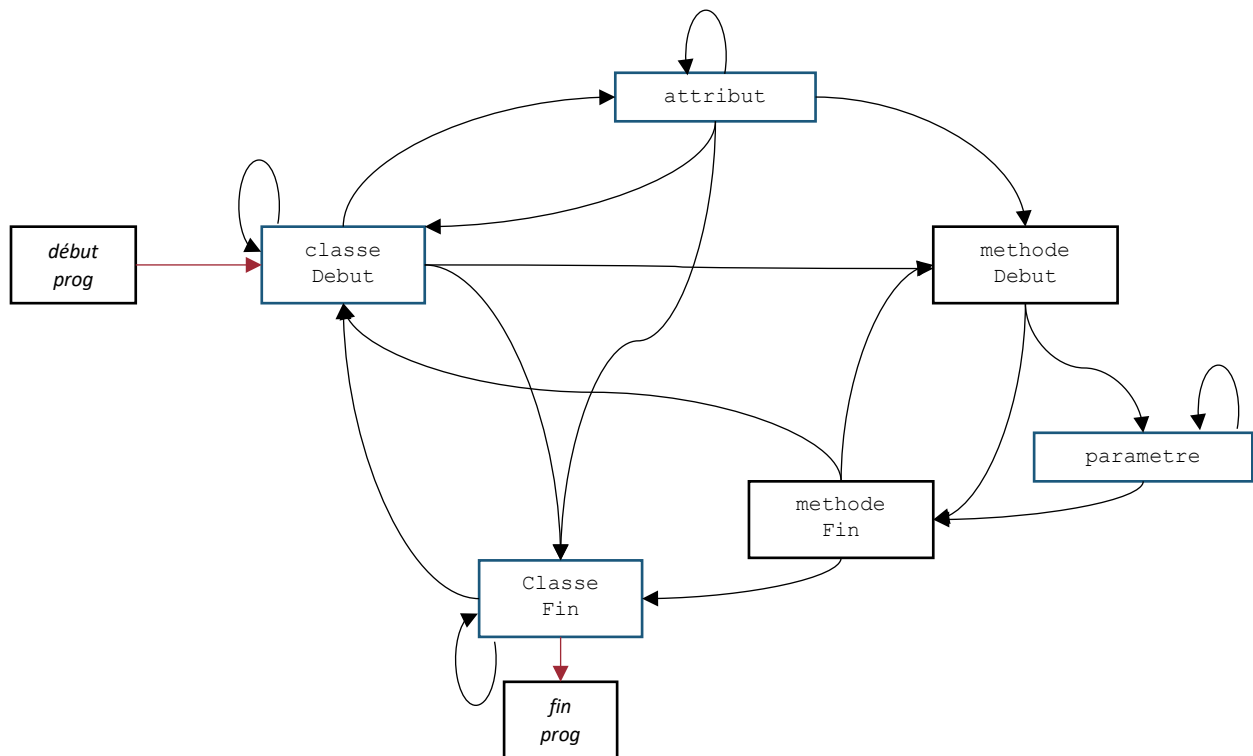 attribut
début
prog
classe
Debut
methode
Debut
parametre
methode
Fin
Classe
Fin
fin
prog